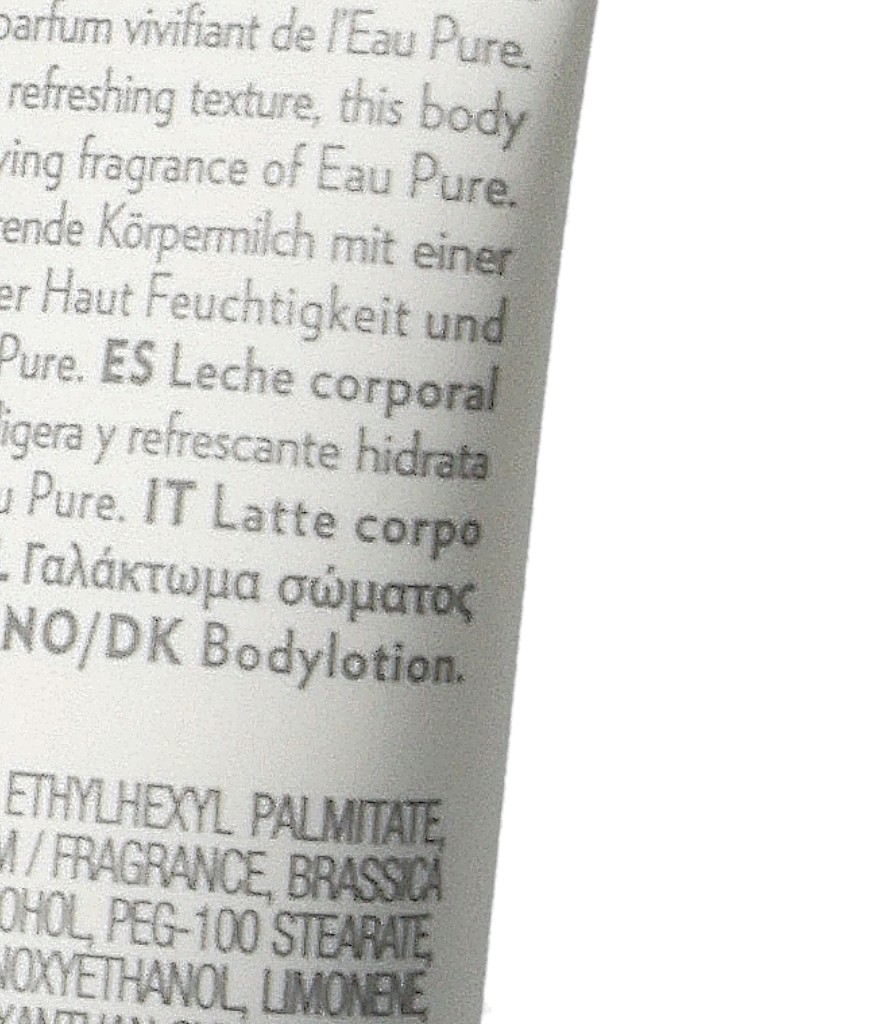 parfum vivifiant de l'Eau Pure.
refreshing texture, this body
ying fragrance of Eau Pure.
rende Körpermilch mit einer
er Haut Feuchtigkeit und
Pure. ES Leche corporal
ligera y refrescante hidrata
u Pure. IT Latte corpo
Γαλάκτωμα σώματος
NO/DK Bodylotion.
ETHYLHEXYL PALMITATE,
M / FRAGRANCE, BRASSICA
OHOL, PEG-100 STEARATE,
NOXYETHANOL, LIMONENE,